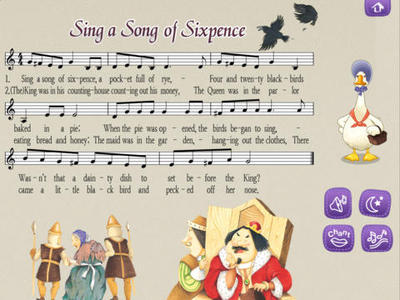 Sing a Song of Sixpence
1. Sing a song of six-pence, a pock-et full of rye, - Four and twen-ty black-birds
2.(The)King was in his counting-house count-ing out his money, The Queen was in the par - lor
baked in a pie; When the pie was op - ened, the birds be-gan to sing, -
eating bread and honey; The maid was in the gar - den, - hang-ing out the clothes, There
Was-n't that a dain-ty dish to set be-fore the King?
came a lit-tle bla-ck bird and peck-ed off her nose.
Chant